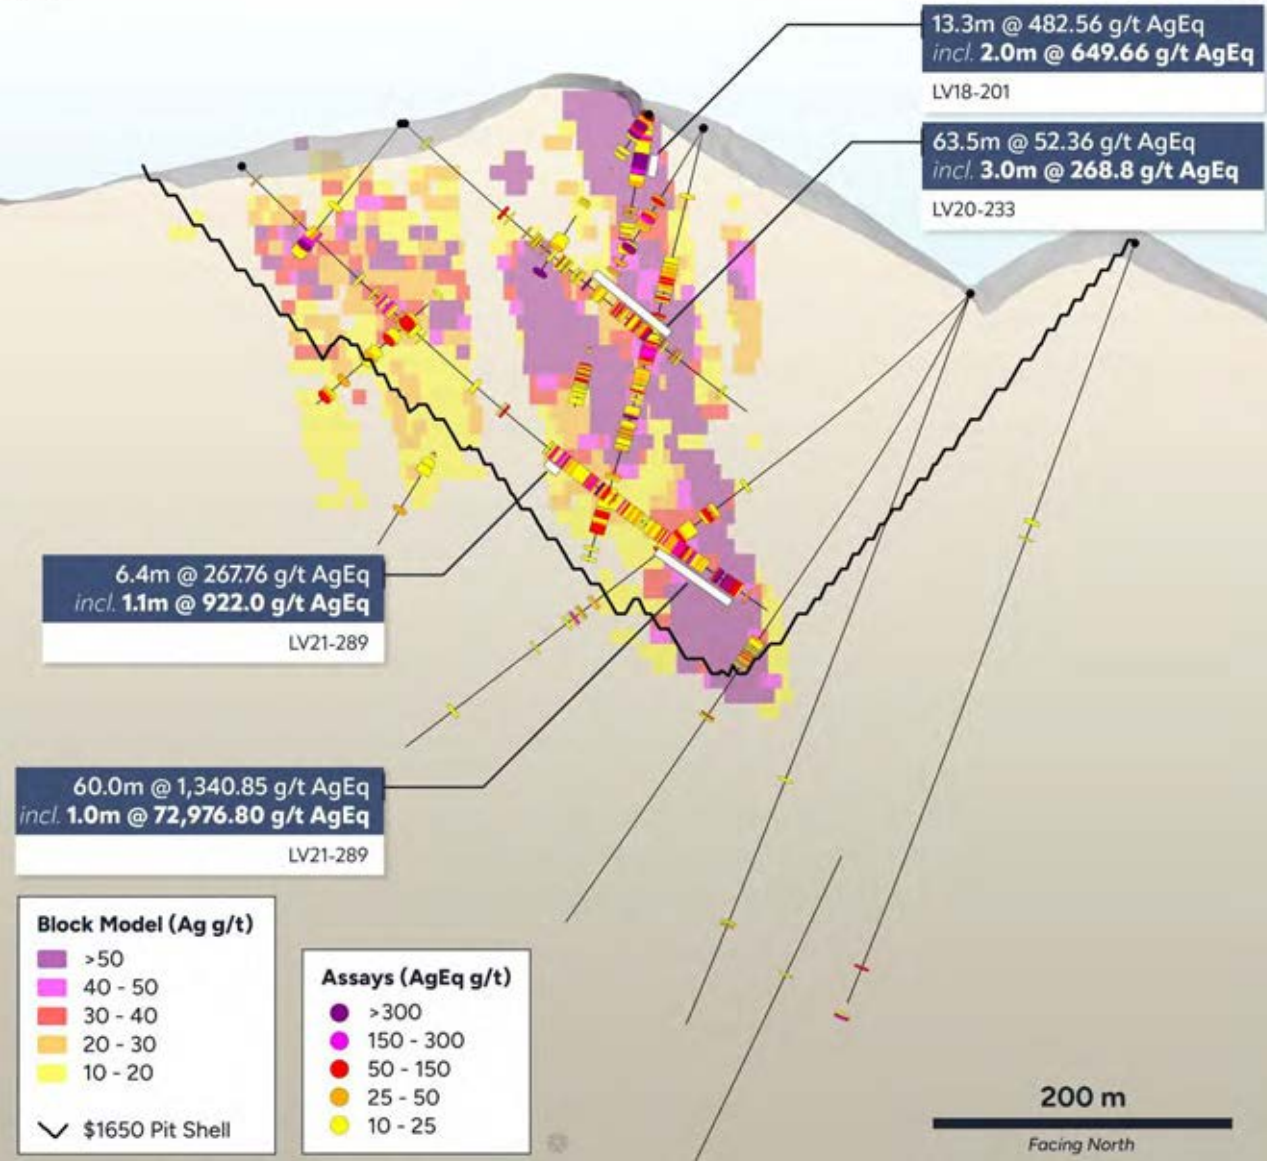 13.3m @ 482.56 g/t AgEq
incl. 2.0m @ 649.66 g/t AgEq
LV18-201
63.5m @ 52.36 g/t AgEq
incl. 3.0m @ 268.8 g/t AgEq
LV20-233
6.4m @ 267.76 g/t AgEq
incl. 1.1m @ 922.0 g/t AgEq
LV21-289
60.0m @ 1,340.85 g/t AgEq
incl. 1.0m @ 72,976.80 g/t AgEq
LV21-289
Block Model (Ag g/t)
>50
40 - 50
30 - 40
20 - 30
10 - 20
$1650 Pit Shell
Assays (AgEq g/t)
>300
150 - 300
50 - 150
25 - 50
10 - 25
200 m
Facing North